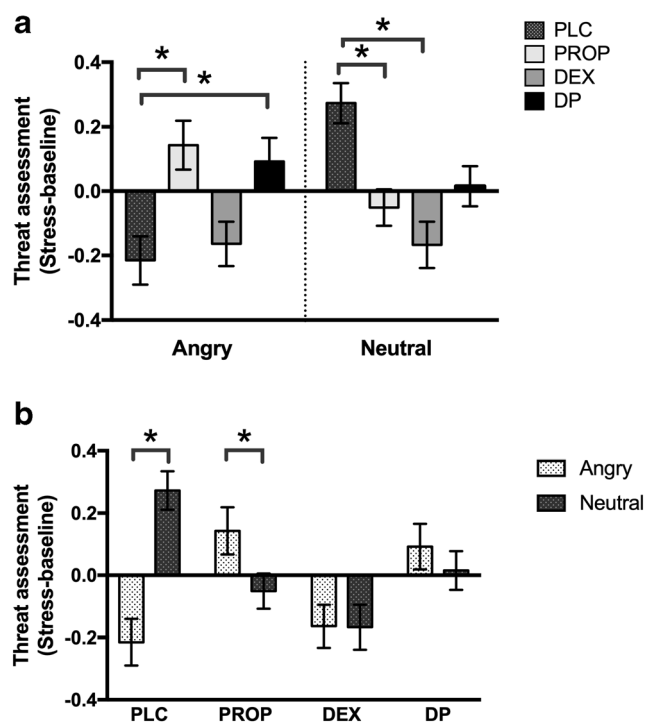 a
PLC
PROP
DEX
DP
Threat assessment
(Stress-baseline)
0.4
0.2
0.0
-0.2
-0.4
*
*
*
*
Angry
Neutral
b
Angry
Neutral
Threat assessment
(Stress-baseline)
0.4
0.2
0.0
-0.2
-0.4
*
*
PLC
PROP
DEX
DP